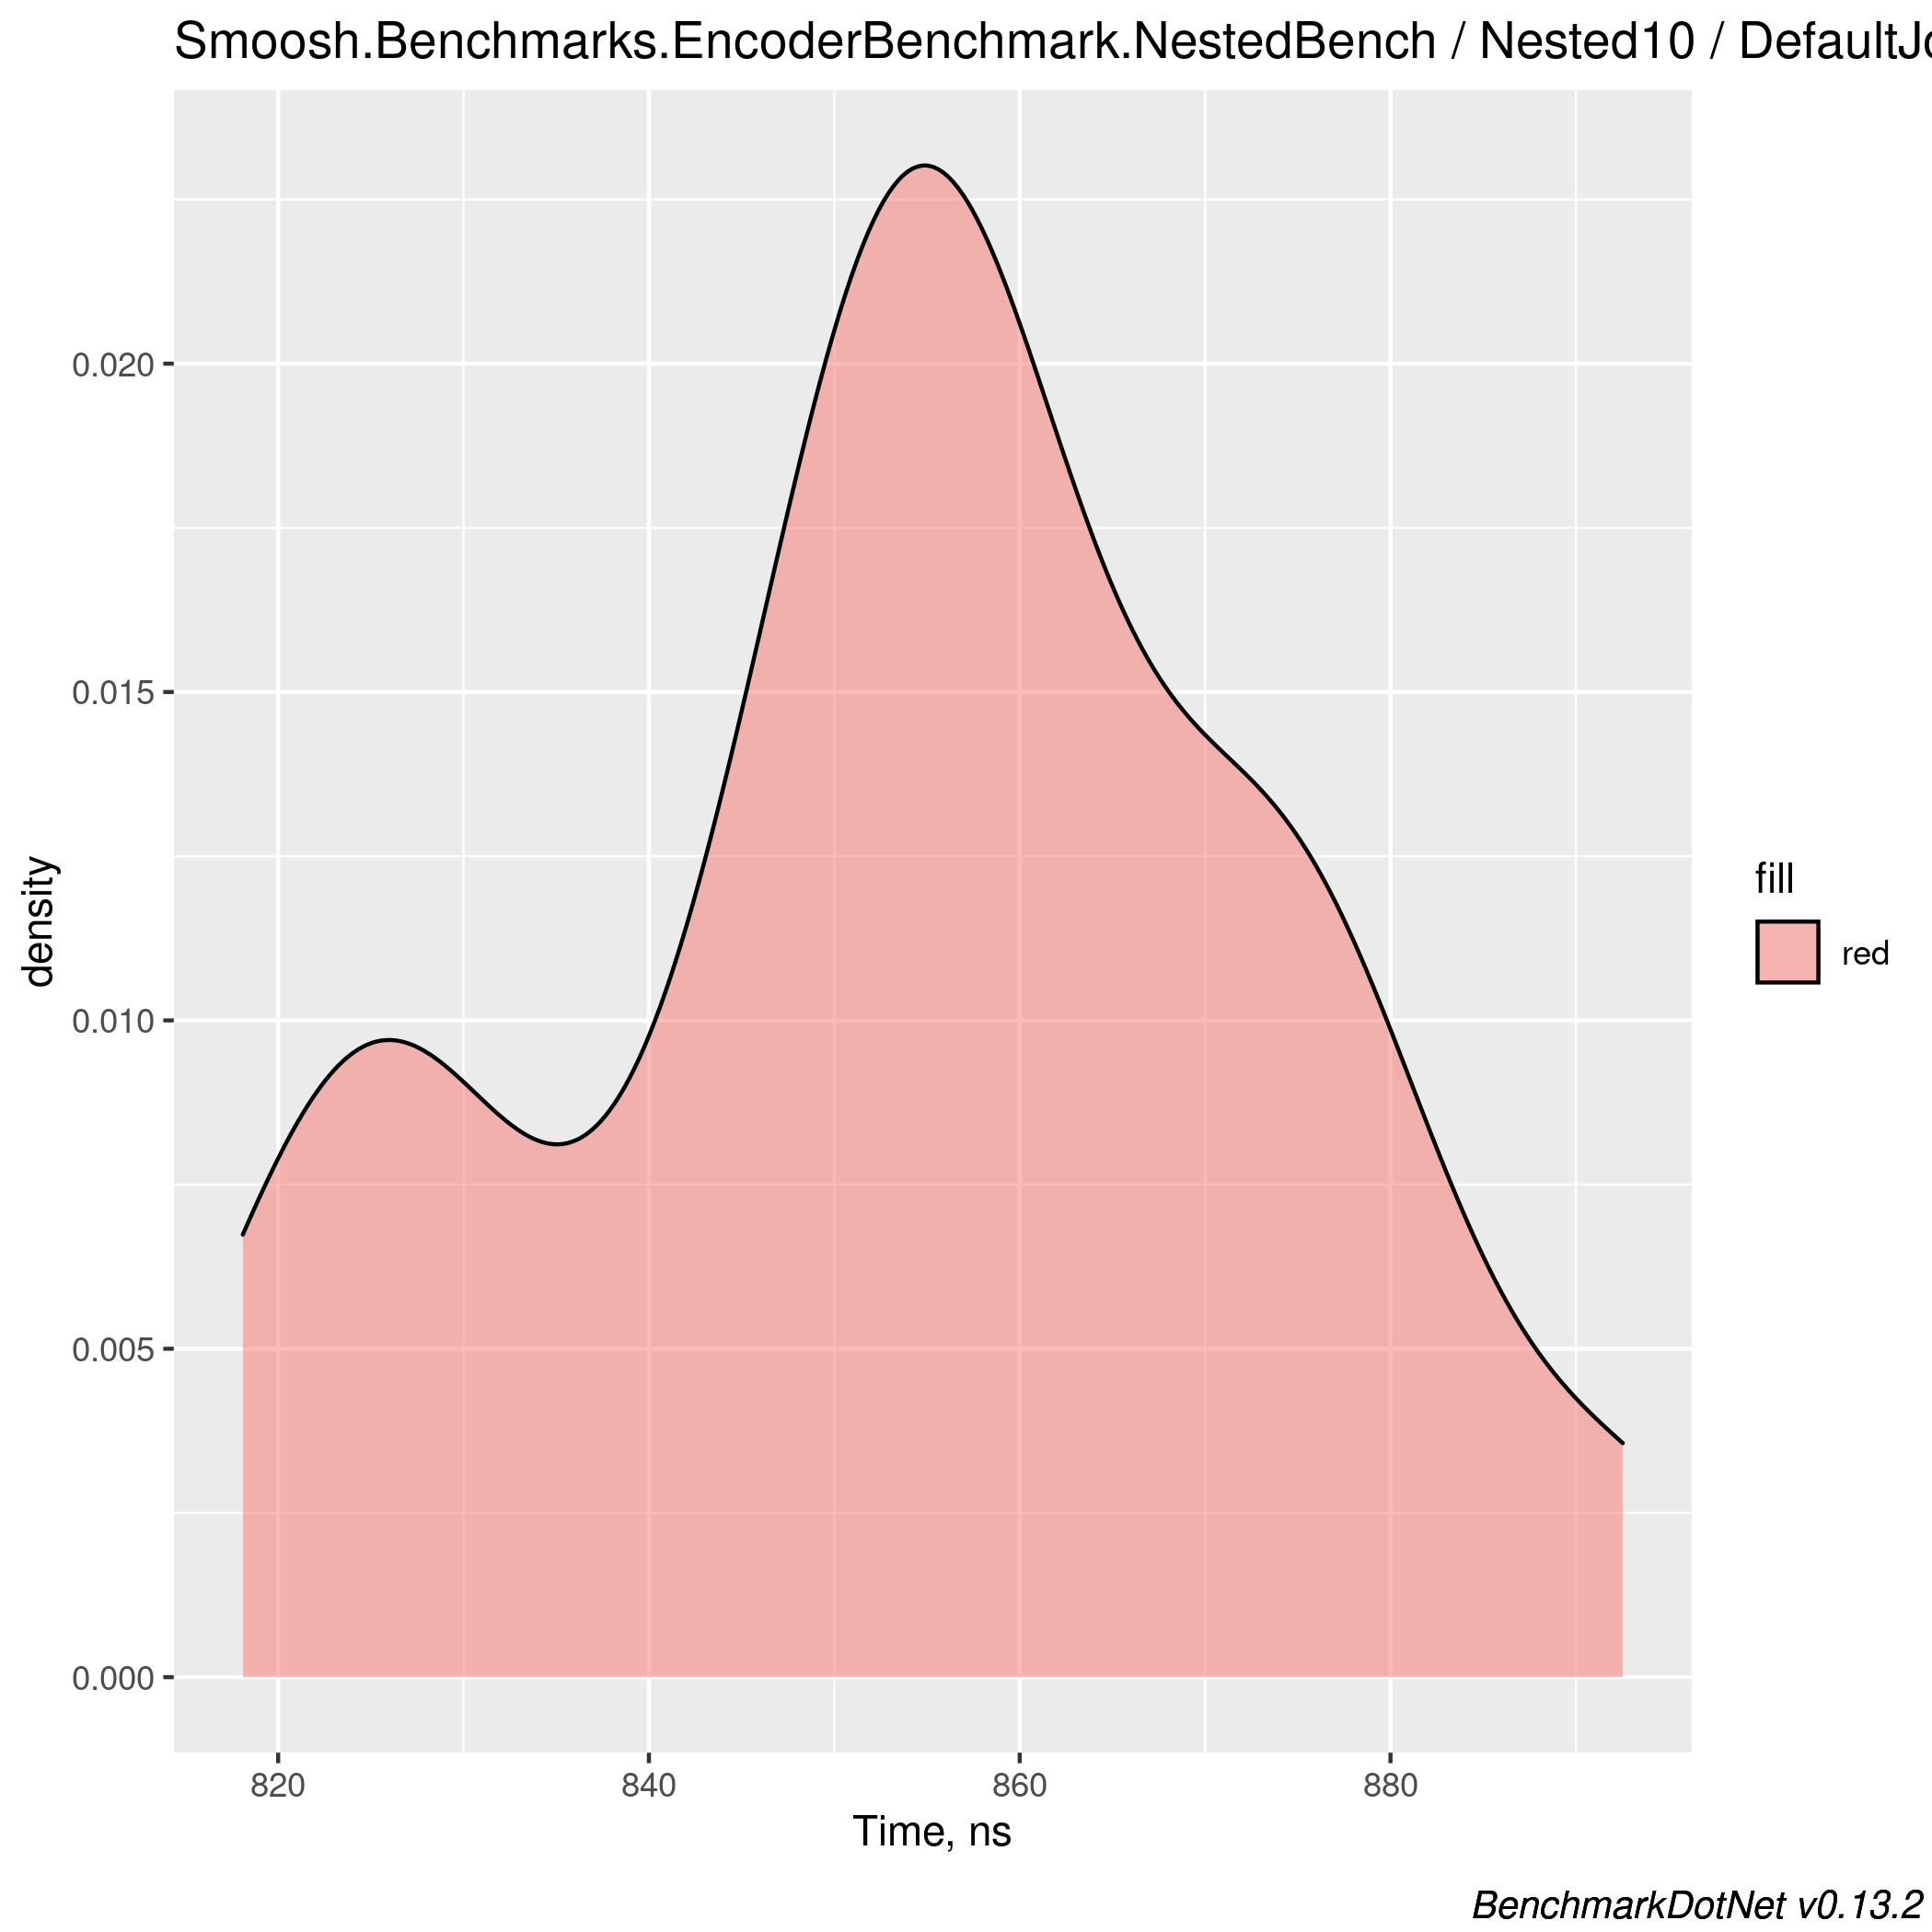 Smoosh.Benchmarks.EncoderBenchmark.NestedBench / Nested10 /
density
0.020
0.015
0.010
0.005
0.000
820 840 860 880
Time, ns
fill
red
BenchmarkDotNet v0.13.2